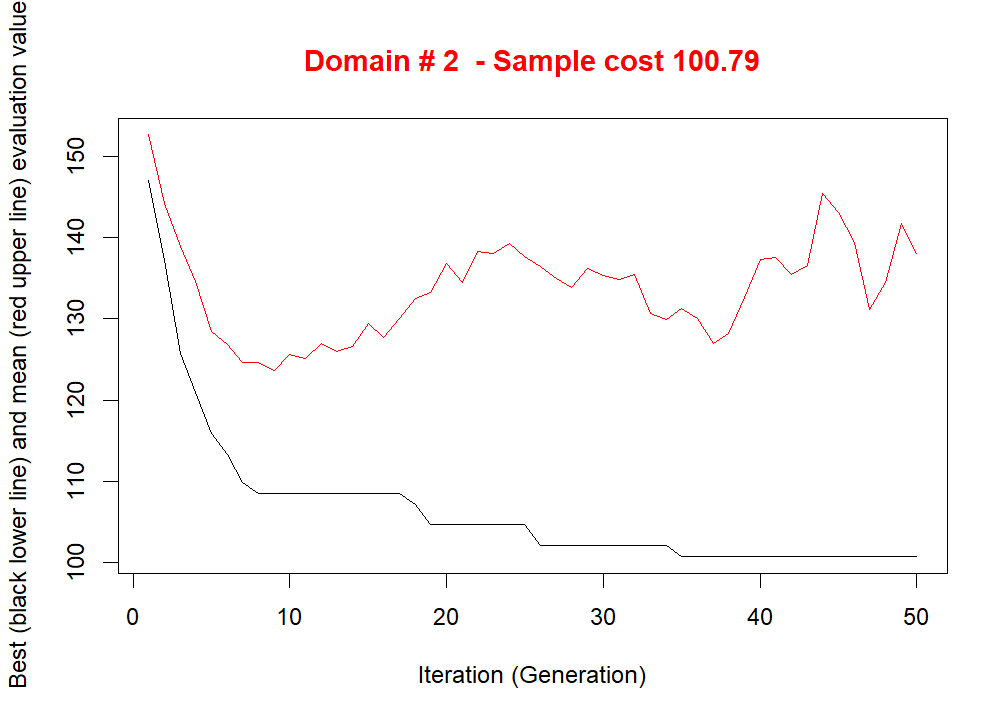 Domain # 2  - Sample cost 100.79
Best (black lower line) and mean (red upper line) evaluation value
150
140
130
120
110
100
0 10 20 30 40 50
Iteration (Generation)